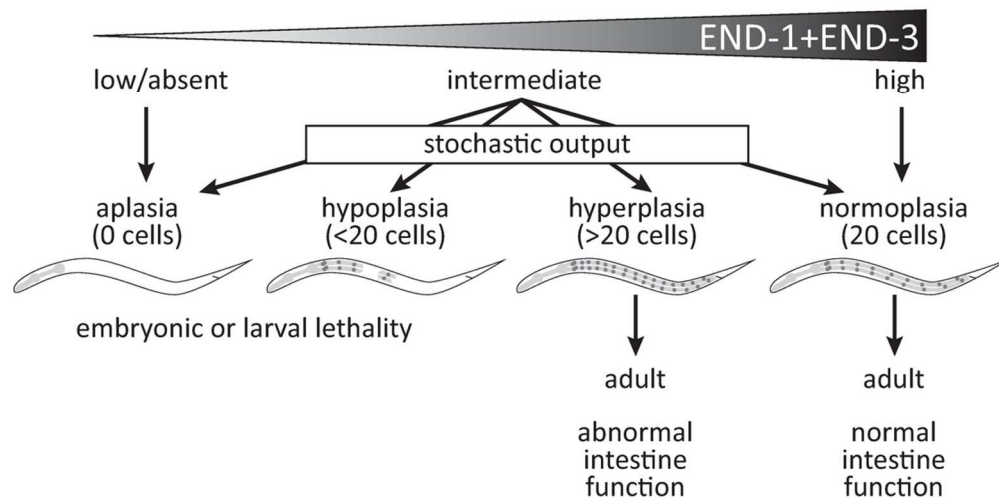 END-1+END-3
low/absent
intermediate
high
stochastic output
aplasia
(0 cells)
hypoplasia
(<20 cells)
hyperplasia
(>20 cells)
normoplasia
(20 cells)
embryonic or larval lethality
adult
adult
abnormal
intestine
function
normal
intestine
function